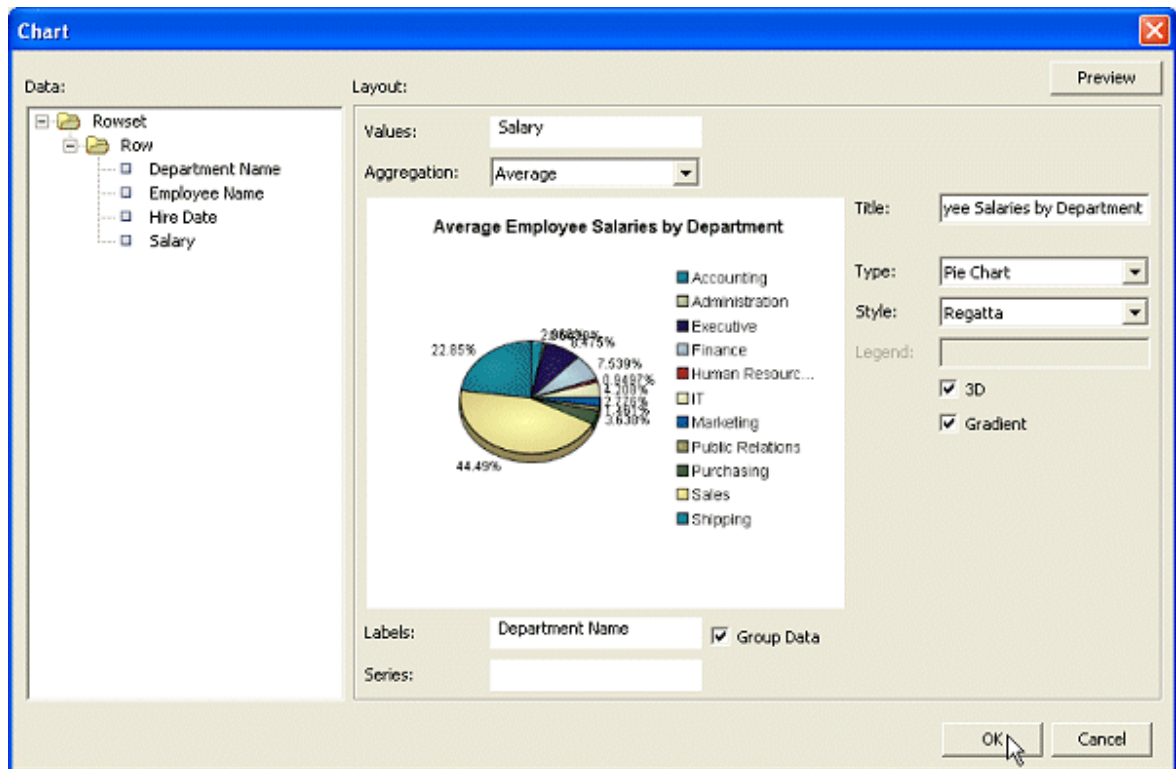 Chart
Data:
Rowset
Row
Department Name
Employee Name
Hire Date
Salary
Layout:
Preview
Values: Salary
Aggregation: Average
Average Employee Salaries by Department
22.85%
7.539%
3.638%
44.49%
Accounting
Administration
Executive
Finance
Human Resourc...
IT
Marketing
Public Relations
Purchasing
Sales
Shipping
Title: yee Salaries by Department
Type: Pie Chart
Style: Regatta
Legend:
3D
Gradient
Labels: Department Name
Group Data
Series:
OK
Cancel